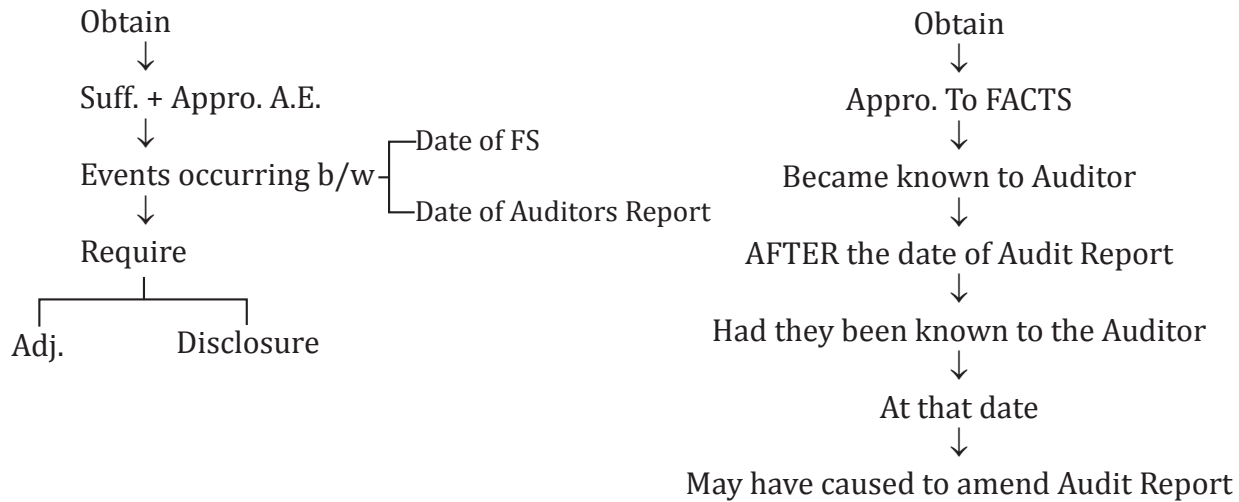 Obtain
Suff. + Appro. A.E.
Events occurring b/w
Date of FS
Date of Auditors Report
Require
Adj.
Disclosure
Obtain
Appro. To FACTS
Became known to Auditor
AFTER the date of Audit Report
Had they been known to the Auditor
At that date
May have caused to amend Audit Report